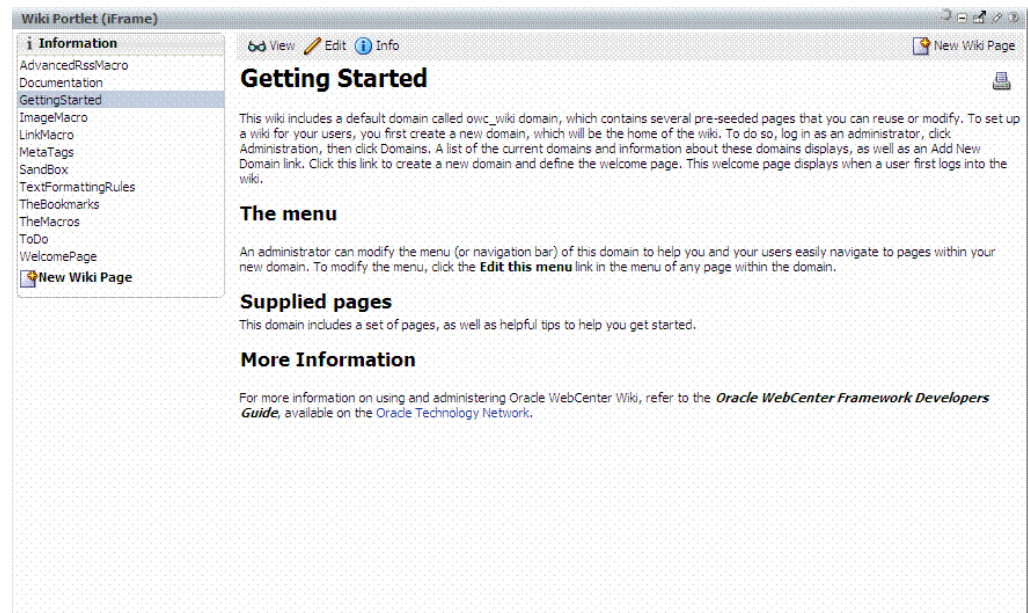 Wiki Portlet (iFrame)
i Information
AdvancedRssMacro
Documentation
GettingStarted
ImageMacro
LinkMacro
MetaTags
SandBox
TextFormattingRules
TheBookmarks
TheMacros
ToDo
WelcomePage
New Wiki Page
View Edit Info
New Wiki Page
Getting Started
This wiki includes a default domain called owc_wiki domain, which contains several pre-seeded pages that you can reuse or modify. To set up
a wiki for your users, you first create a new domain, which will be the home of the wiki. To do so, log in as an administrator, click
Administration, then click Domains. A list of the current domains and information about these domains displays, as well as an Add New
Domain link. Click this link to create a new domain and define the welcome page. This welcome page displays when a user first logs into the
wiki.
The menu
An administrator can modify the menu (or navigation bar) of this domain to help you and your users easily navigate to pages within your
new domain. To modify the menu, click the Edit this menu link in the menu of any page within the domain.
Supplied pages
This domain includes a set of pages, as well as helpful tips to help you get started.
More Information
For more information on using and administering Oracle WebCenter Wiki, refer to the Oracle WebCenter Framework Developers
Guide, available on the Oracle Technology Network.